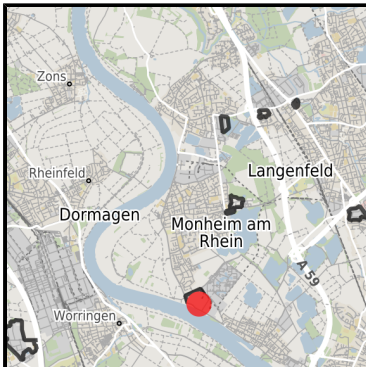 Zons
Langenfeld
Rheinfeld
Dormagen
Monheim am
Rhein
A 59
Worringen